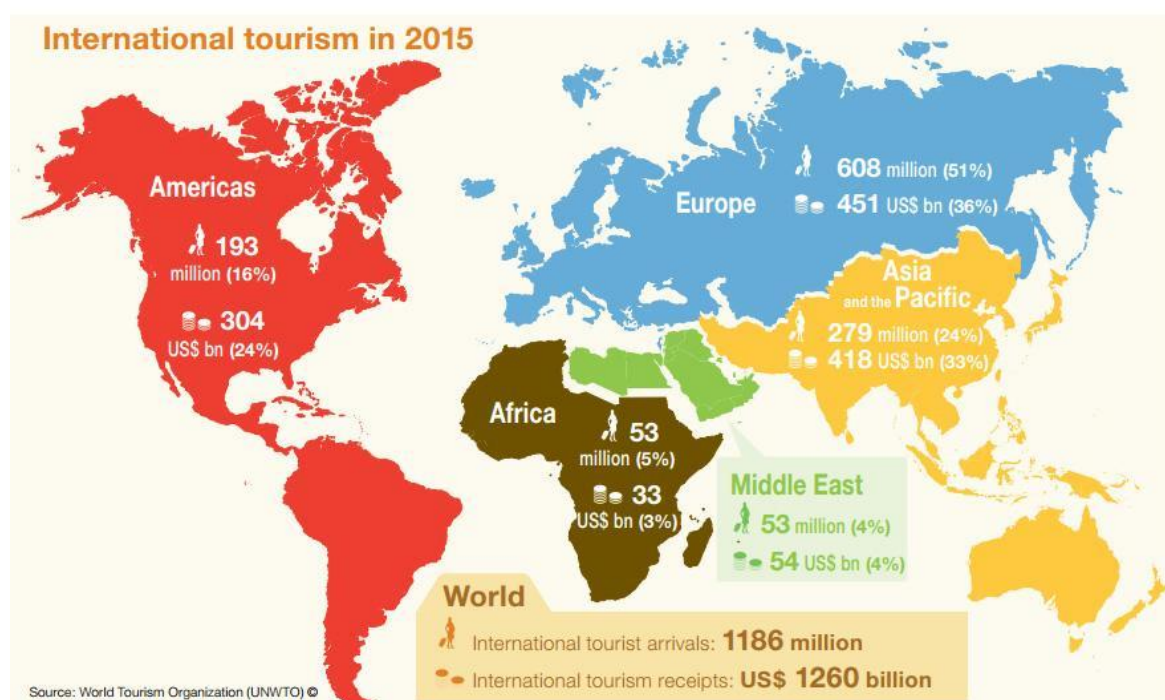 International tourism in 2015
Americas
193
million (16%)
304
US$ bn (24%)
Europe
608 million (51%)
451 US$ bn (36%)
Asia
and the Pacific
279 million (24%)
418 US$ bn (33%)
Africa
53
million (5%)
33
US$ bn (3%)
Middle East
53 million (4%)
54 US$ bn (4%)
World
International tourist arrivals: 1186 million
International tourism receipts: US$ 1260 billion
Source: World Tourism Organization (UNWTO) ©